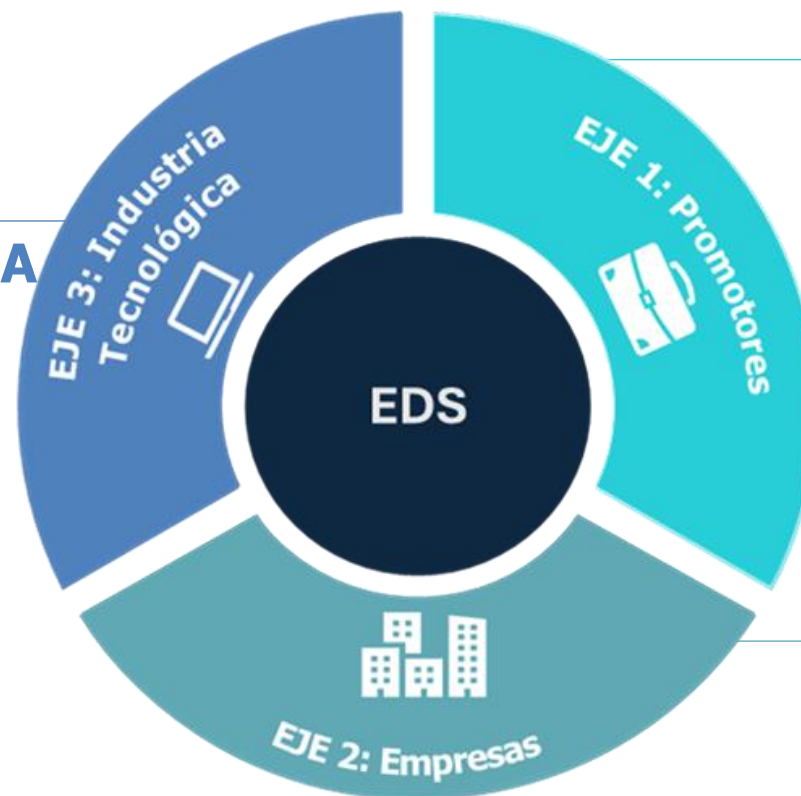 EJE 3: Industria
Tecnológica
EJE 1: Promotores
A
EDS
EJE 2: Empresas